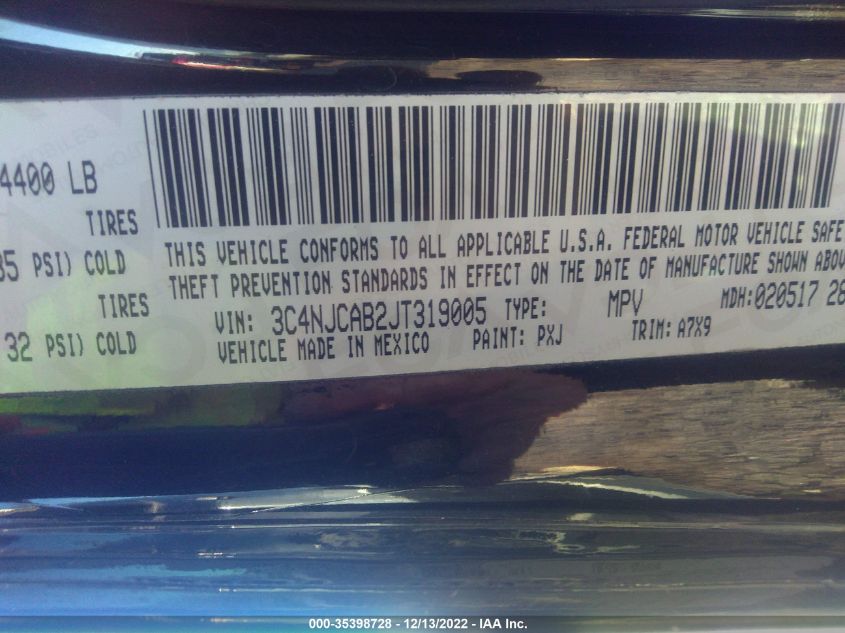 4400 LB
TIRES
35 PSI) COLD
TIRES
32 PSI) COLD
THIS VEHICLE CONFORMS TO ALL APPLICABLE U.S.A. FEDERAL MOTOR VEHICLE SAFE
THEFT PREVENTION STANDARDS IN EFFECT ON THE DATE OF MANUFACTURE SHOWN ABOV
VIN: 3C4NJCAB2JT319005 TYPE: MPV MDH:020517 28
VEHICLE MADE IN MEXICO PAINT: PXJ TRIM: A7X9
000-35398728 - 12/13/2022 - IAA Inc.